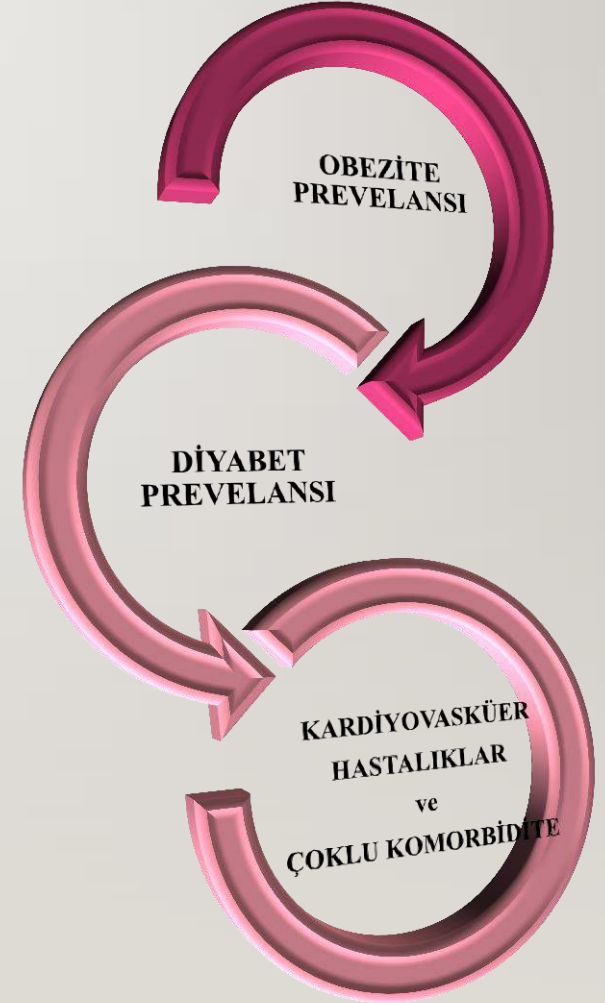 OBEZİTE
PREVELANSI
DİYABET
PREVELANSI
KARDİYOVASKÜER
HASTALIKLAR
ve
ÇOKLU KOMORBİDİTE